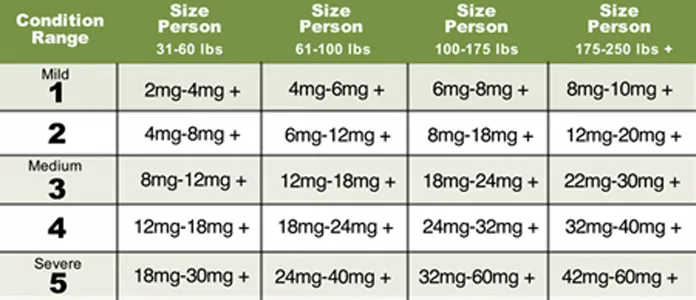 Condition Range Size Person 31-60 lbs Size Person 61-100 lbs Size Person 100-175 lbs Size Person 175-250 lbs +
Mild 1 2mg-4mg + 4mg-6mg + 6mg-8mg + 8mg-10mg +
2 4mg-8mg + 6mg-12mg + 8mg-18mg + 12mg-20mg +
Medium 3 8mg-12mg + 12mg-18mg + 18mg-24mg + 22mg-30mg +
4 12mg-18mg + 18mg-24mg + 24mg-32mg + 32mg-40mg +
Severe 5 18mg-30mg + 24mg-40mg + 32mg-60mg + 42mg-60mg +